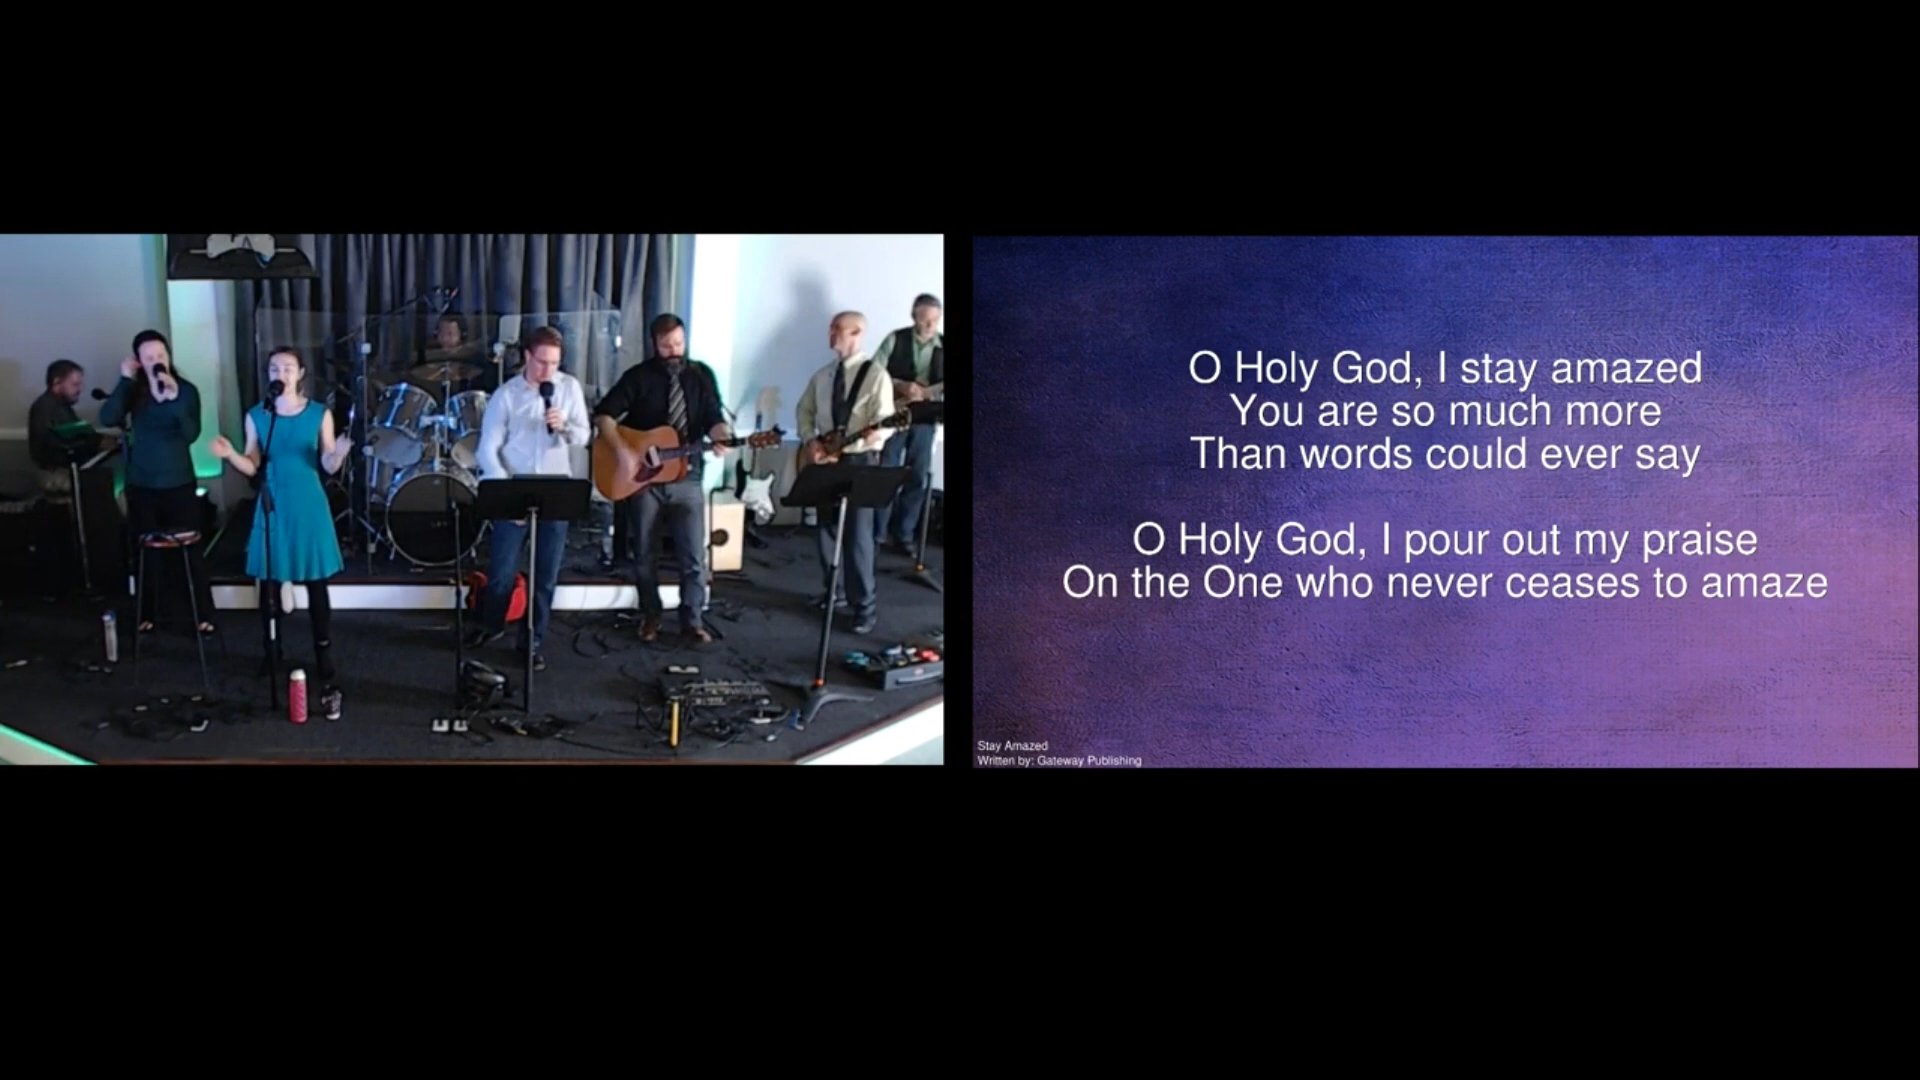 A
O Holy God, I stay amazed
You are so much more
Than words could ever say
O Holy God, I pour out my praise
On the One who never ceases to amaze
Stay Amazed
Written by: Gateway Publishing